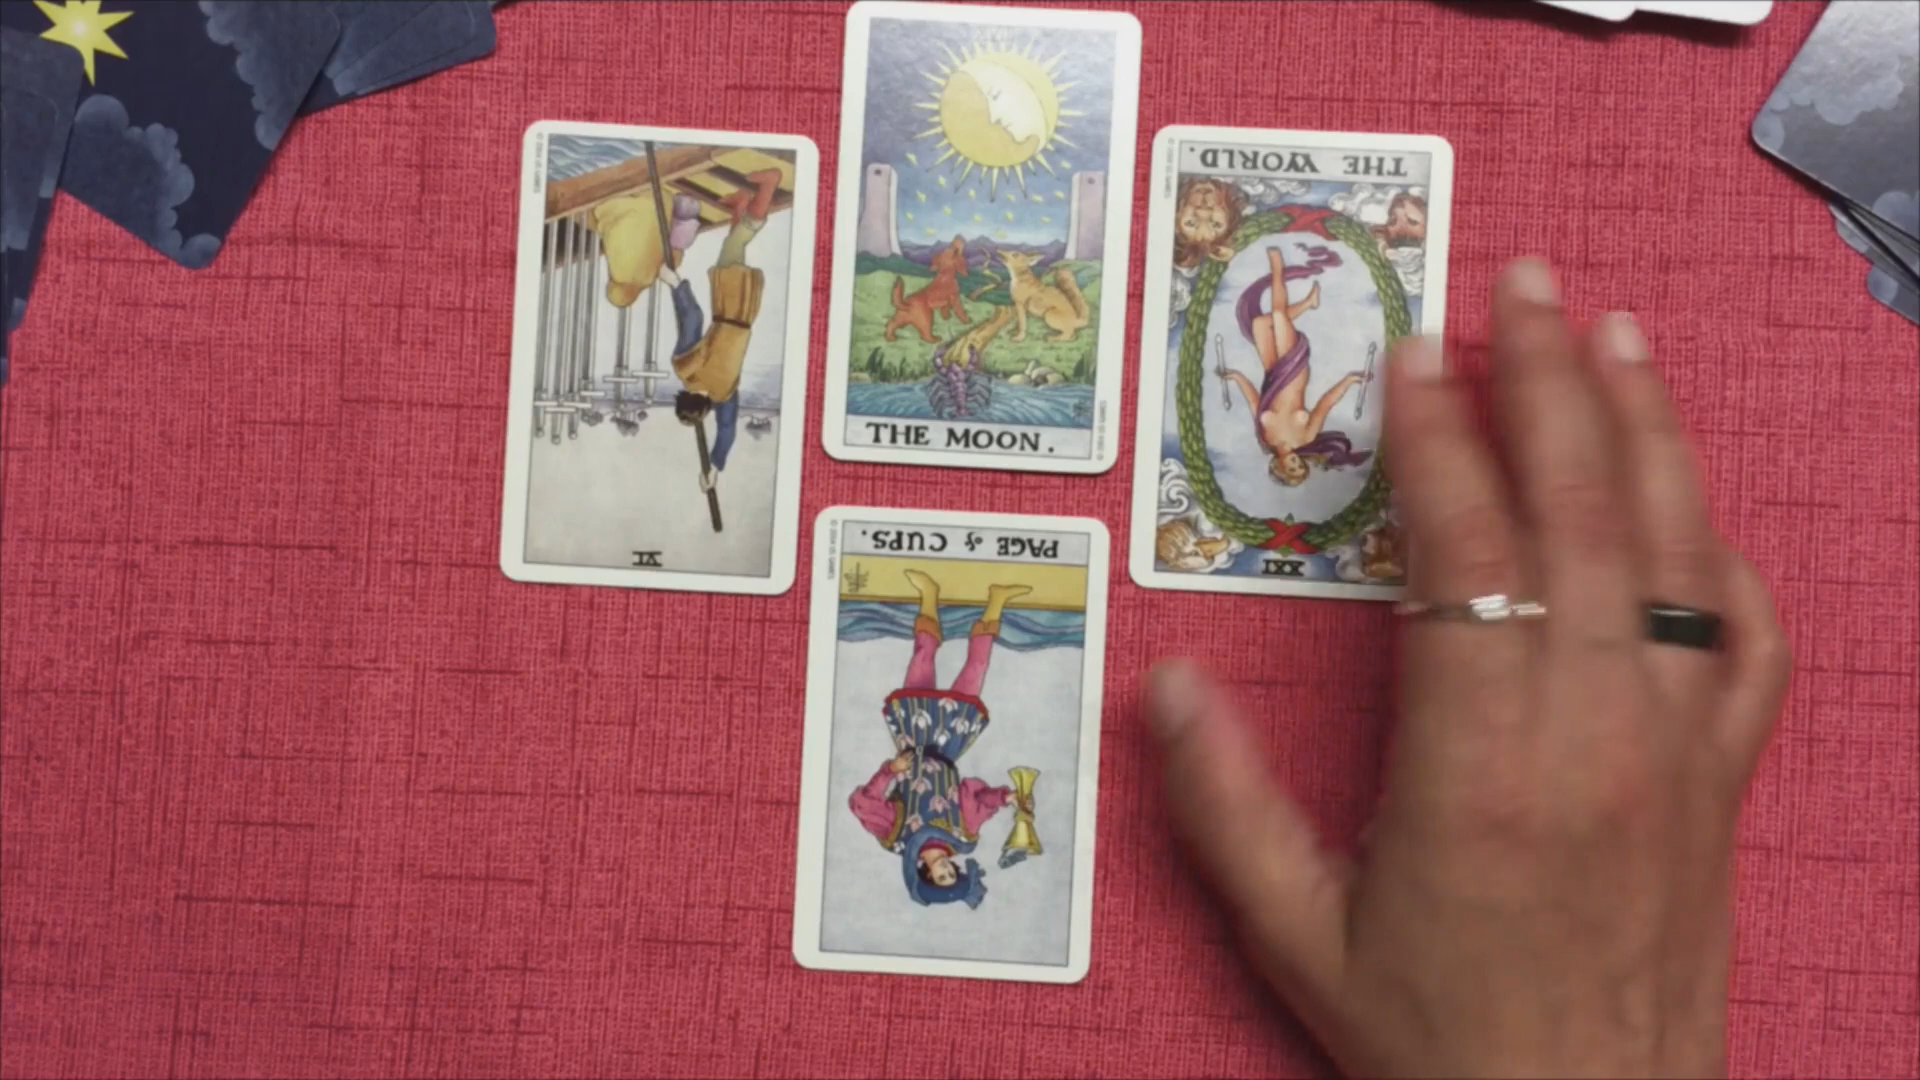 THE MOON.
THE WORLD.
XXI
VI
PAGE of CUPS.